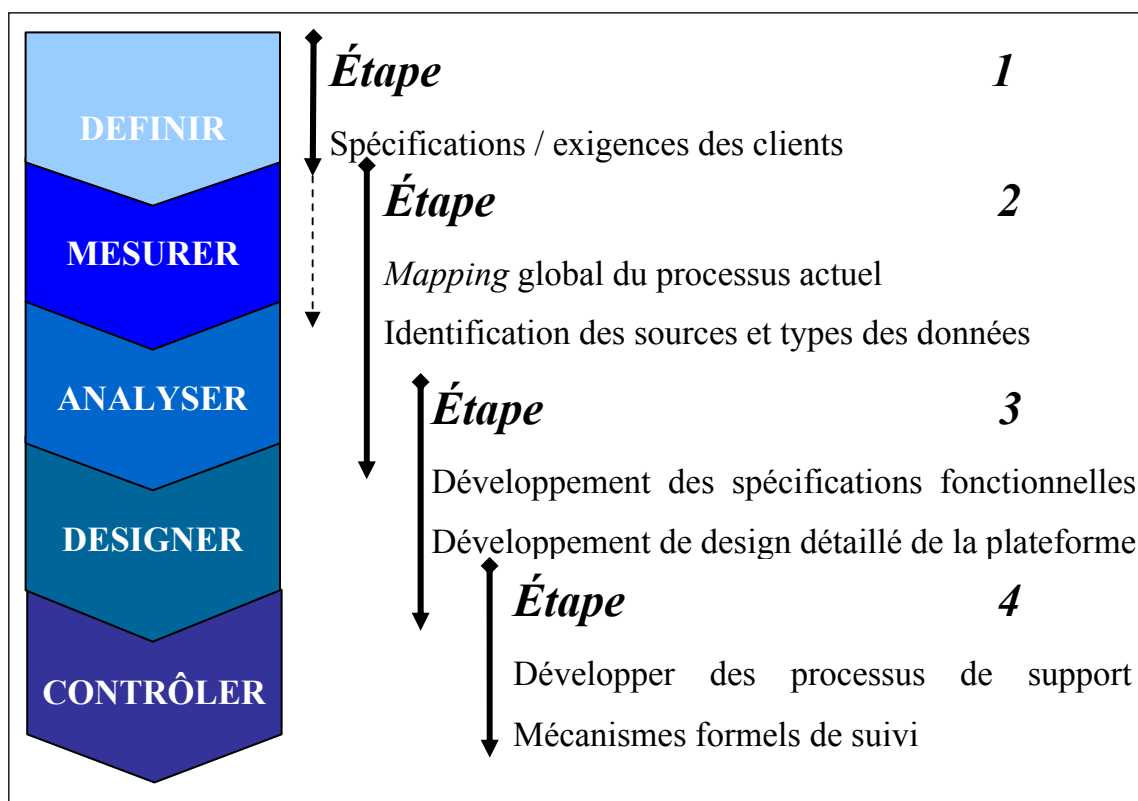 DEFINIR
MESURER
ANALYSER
DESIGNER
CONTRÔLER
Étape 1
Spécifications / exigences des clients
Étape 2
Mapping global du processus actuel
Identification des sources et types des données
Étape 3
Développement des spécifications fonctionnelles
Développement de design détaillé de la plateforme
Étape 4
Développer des processus de support
Mécanismes formels de suivi